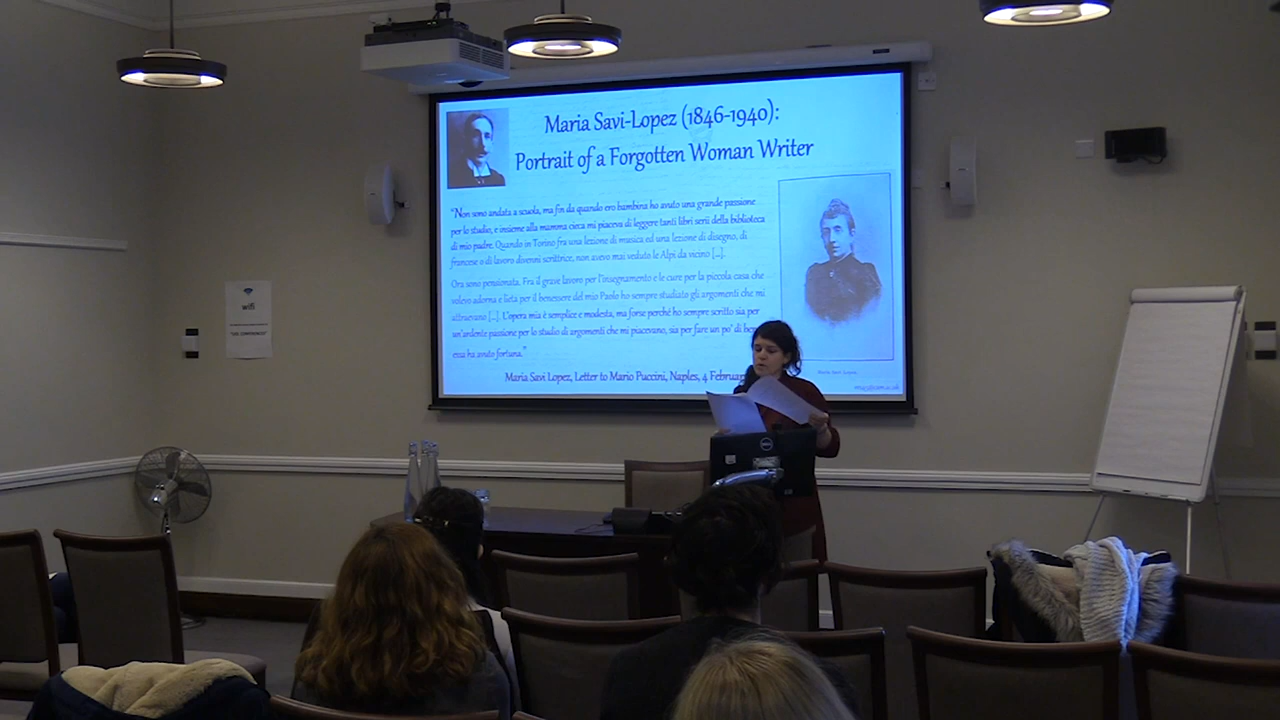 Maria Savi-Lopez (1846-1940):
Portrait of a Forgotten Woman Writer
"Non sono andata a scuola, ma fin da quando ero bambina ho avuto una grande passione
per lo studio, e insieme alla mamma cieca mi piaceva di leggere tanti libri serii della biblioteca
di mio padre. Quando in Torino fra una lezione di musica ed una lezione di disegno, di
francese o di lavoro divenni scrittrice, non avevo mai veduto le Alpi da vicino [...].
Ora sono pensionata. Fra il grave lavoro per l'insegnamento e le cure per la piccola casa che
volevo adorna e lieta per il benessere del mio Paolo ho sempre studiato gli argomenti che mi
attraevano [...]. L'opera mia è semplice e modesta, ma forse perché ho sempre scritto sia per
un'ardente passione per lo studio di argomenti che mi piacevano, sia per fare un po' di
essa ha avuto fortuna."
Maria Savi Lopez, Letter to Mario Puccini, Naples, 4
Maria Savi Lopez
wifi
DELL